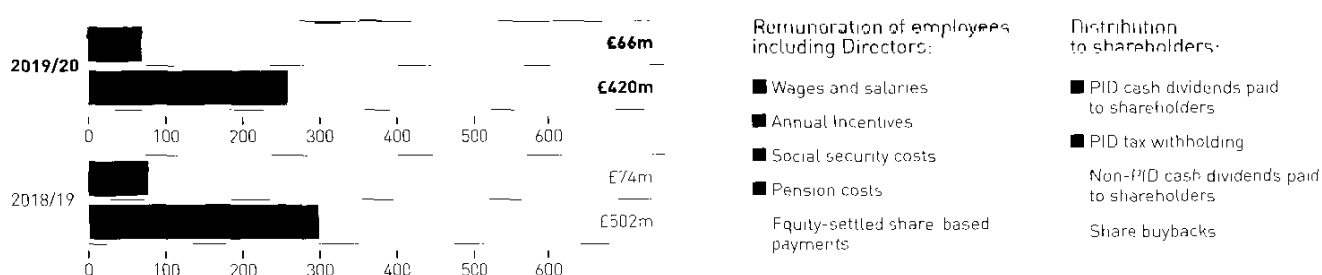 2019/20
£66m
£420m
0 100 200 300 400 500 600
2018/19
£74m
£502m
0 100 200 300 400 500 600
Remuneration of employees
including Directors:
Wages and salaries
Annual Incentives
Social security costs
Pension costs
Equity-settled share based
payments
Distribution
to shareholders:
PID cash dividends paid
to shareholders
PID tax withholding
Non-PID cash dividends paid
to shareholders
Share buybacks